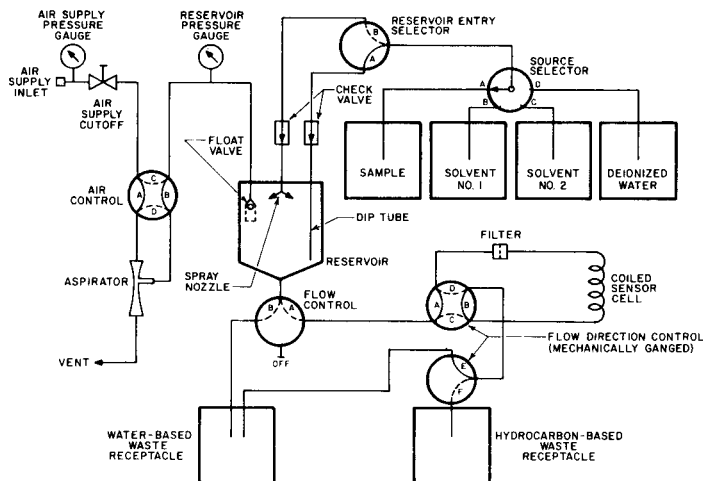 AIR SUPPLY
PRESSURE
GAUGE
RESERVOIR
PRESSURE
GAUGE
RESERVOIR ENTRY
SELECTOR
B
A
AIR
SUPPLY
INLET
AIR
SUPPLY
CUTOFF
SOURCE
SELECTOR
A
D
B
C
CHECK
VALVE
FLOAT
VALVE
SAMPLE
SOLVENT
NO. 1
SOLVENT
NO. 2
DEIONIZED
WATER
AIR
CONTROL
C
A
B
D
DIP TUBE
RESERVOIR
FILTER
ASPIRATOR
SPRAY
NOZZLE
FLOW
CONTROL
B
A
OFF
D
A
B
C
COILED
SENSOR
CELL
FLOW DIRECTION CONTROL
(MECHANICALLY GANGED)
VENT
E
F
WATER-BASED
WASTE
RECEPTACLE
HYDROCARBON-BASED
WASTE
RECEPTACLE